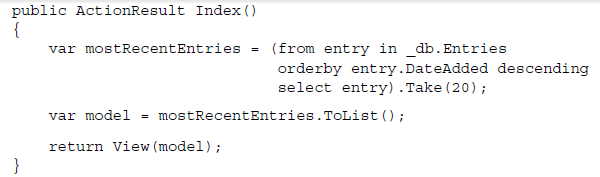 public ActionResult Index()
{
    var mostRecentEntries = (from entry in _db.Entries
                             orderby entry.DateAdded descending
                             select entry).Take(20);
    var model = mostRecentEntries.ToList();
    return View(model);
}